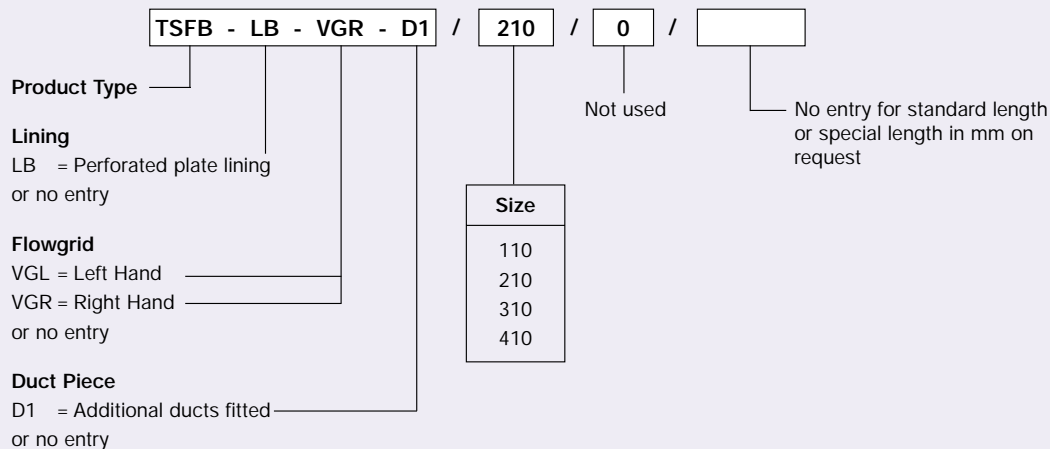 TSFB - LB - VGR - D1 / 210 / 0 /
Product Type
Not used
No entry for standard length
or special length in mm on
request
Lining
LB = Perforated plate lining
or no entry
Size
110
210
310
410
Flowgrid
VGL = Left Hand
VGR = Right Hand
or no entry
Duct Piece
D1 = Additional ducts fitted
or no entry